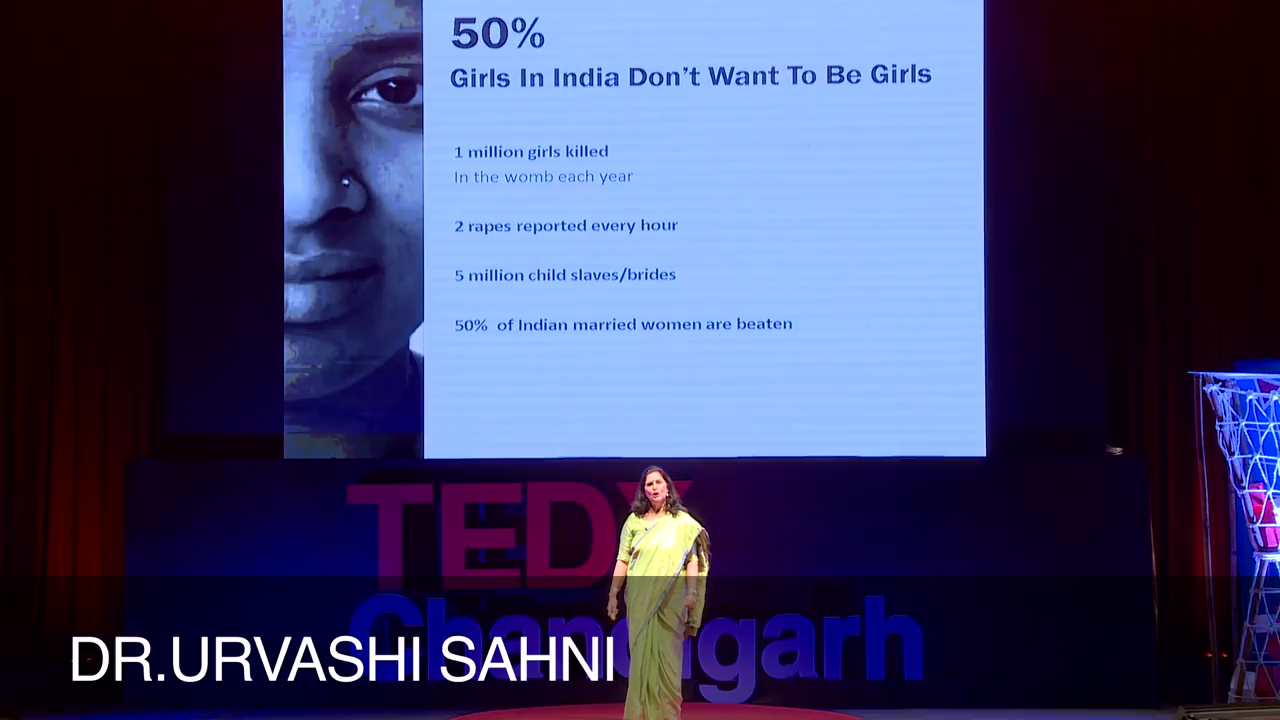 50%
Girls In India Don't Want To Be Girls
1 million girls killed
In the womb each year
2 rapes reported every hour
5 million child slaves/brides
50% of Indian married women are beaten
TEDx
Chandigarh
DR.URVASHI SAHNI